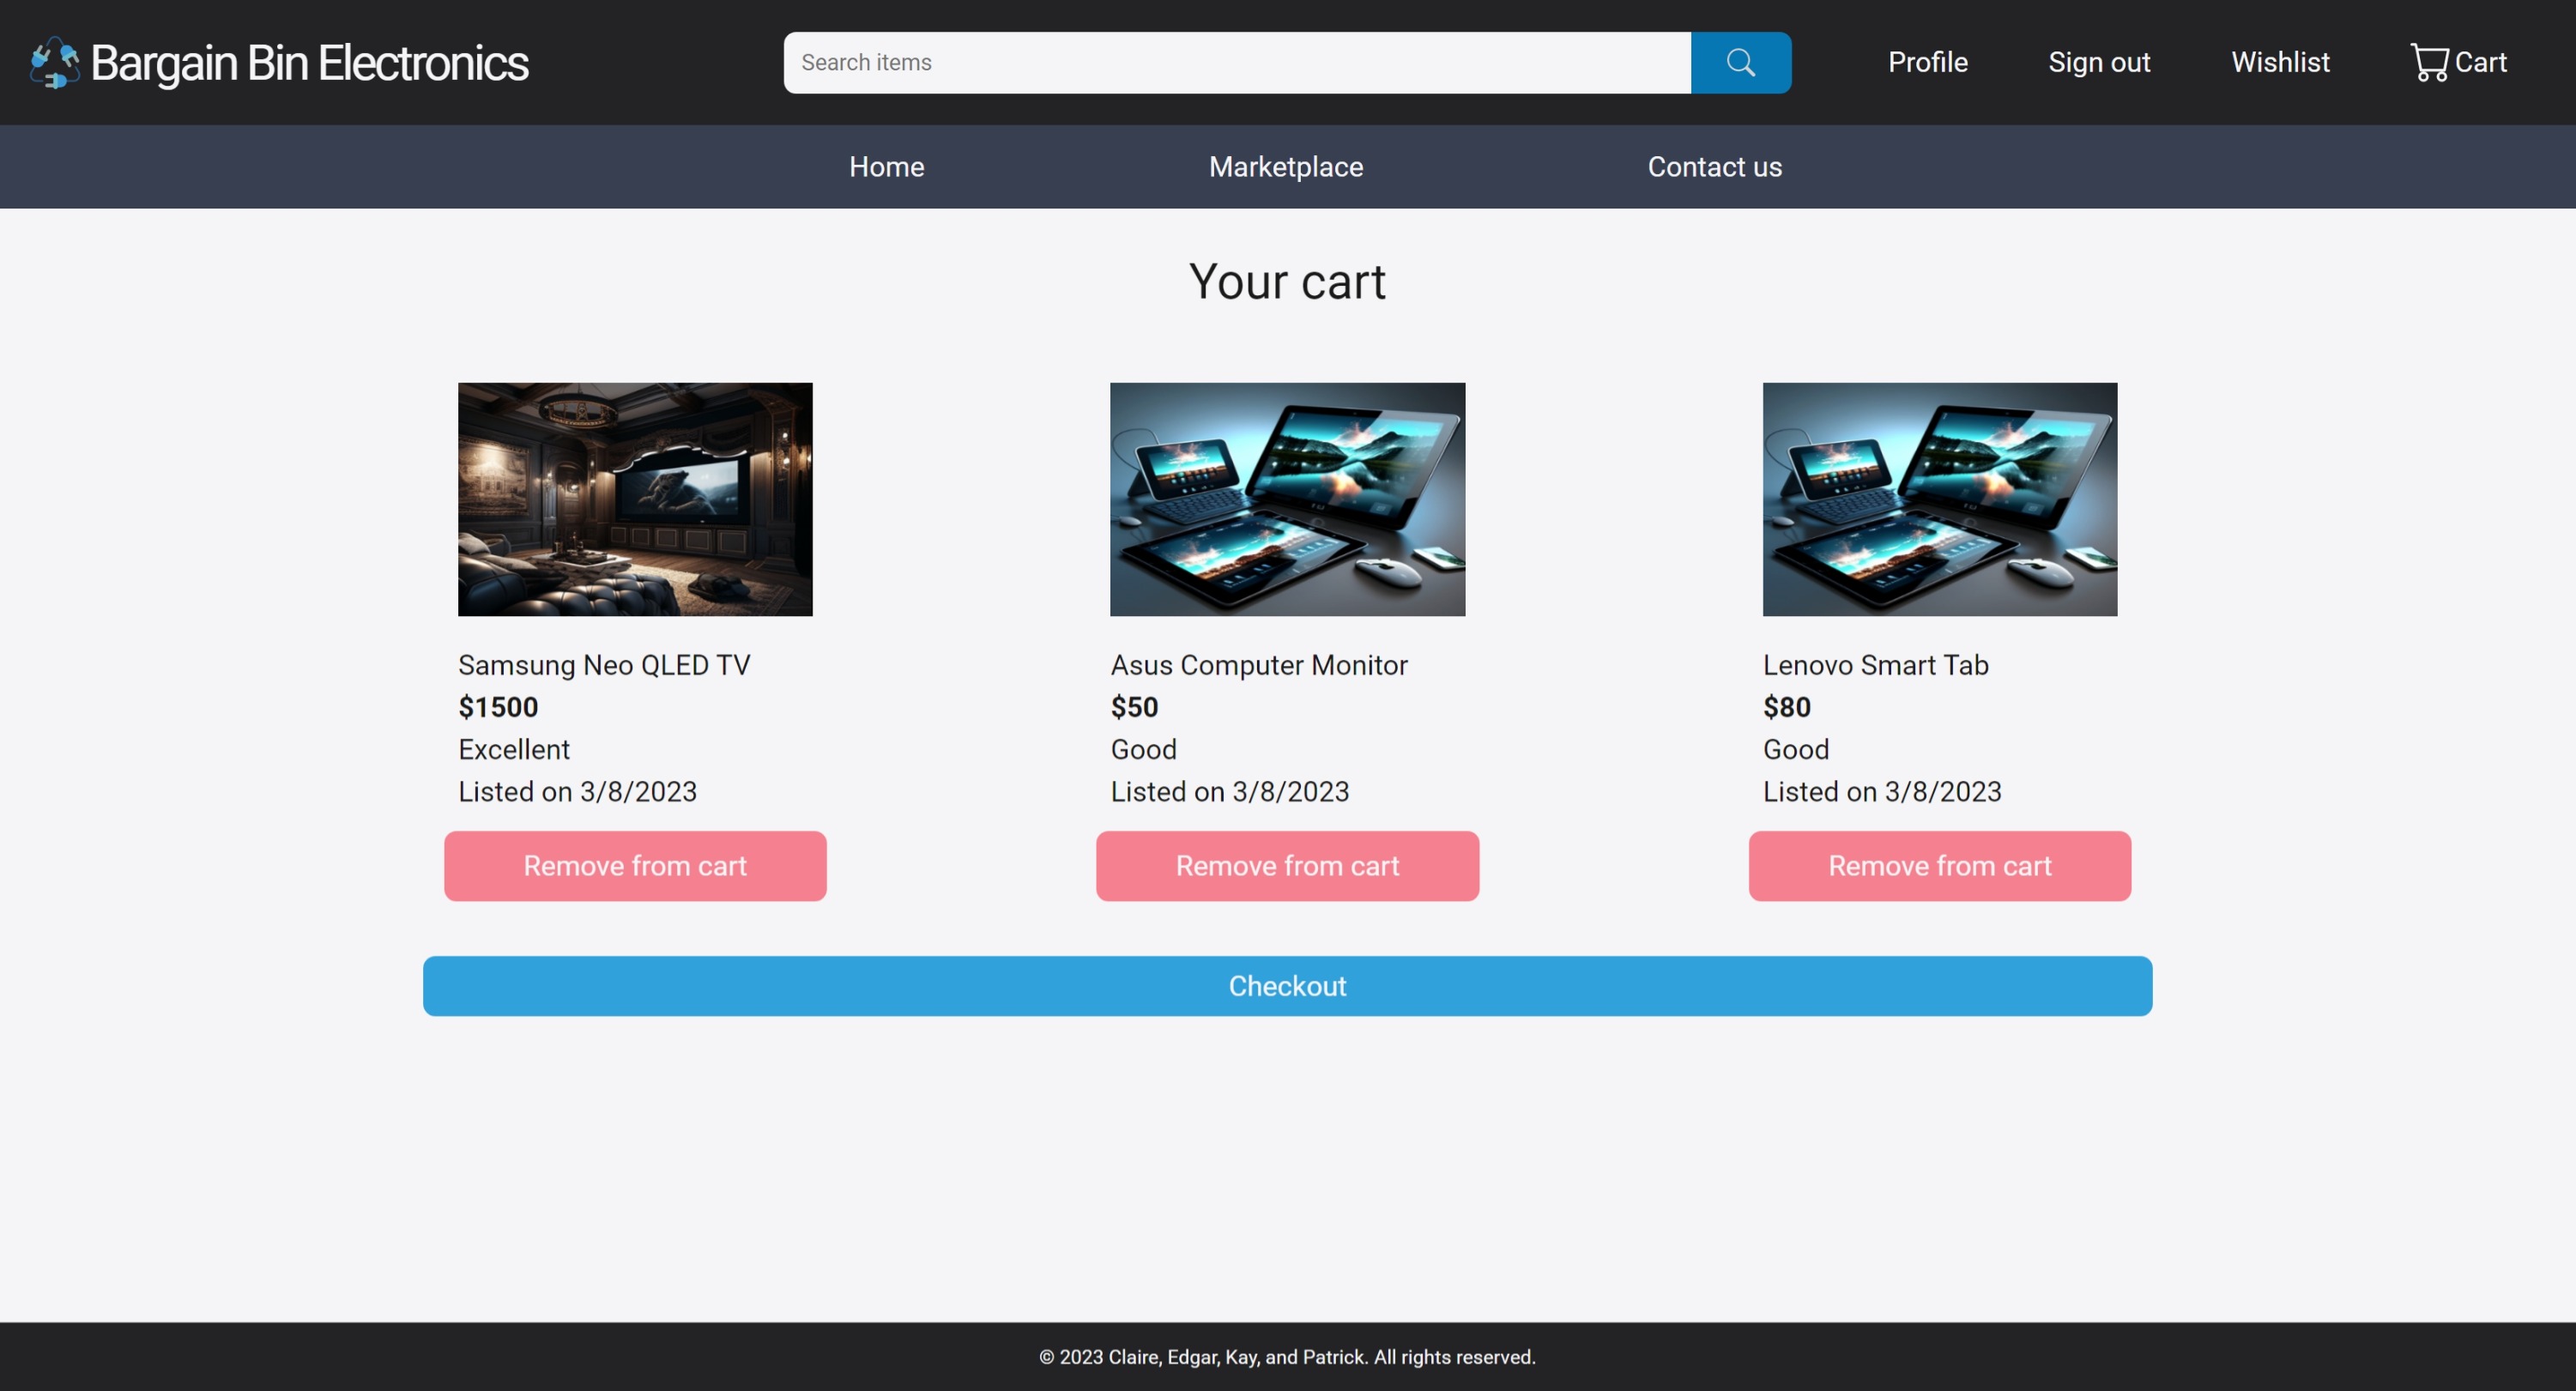 Bargain Bin Electronics
Search items
Profile
Sign out
Wishlist
Cart
Home
Marketplace
Contact us
Your cart
Samsung Neo QLED TV
$1500
Excellent
Listed on 3/8/2023
Remove from cart
Asus Computer Monitor
$50
Good
Listed on 3/8/2023
Remove from cart
Lenovo Smart Tab
$80
Good
Listed on 3/8/2023
Remove from cart
Checkout
© 2023 Claire, Edgar, Kay, and Patrick. All rights reserved.